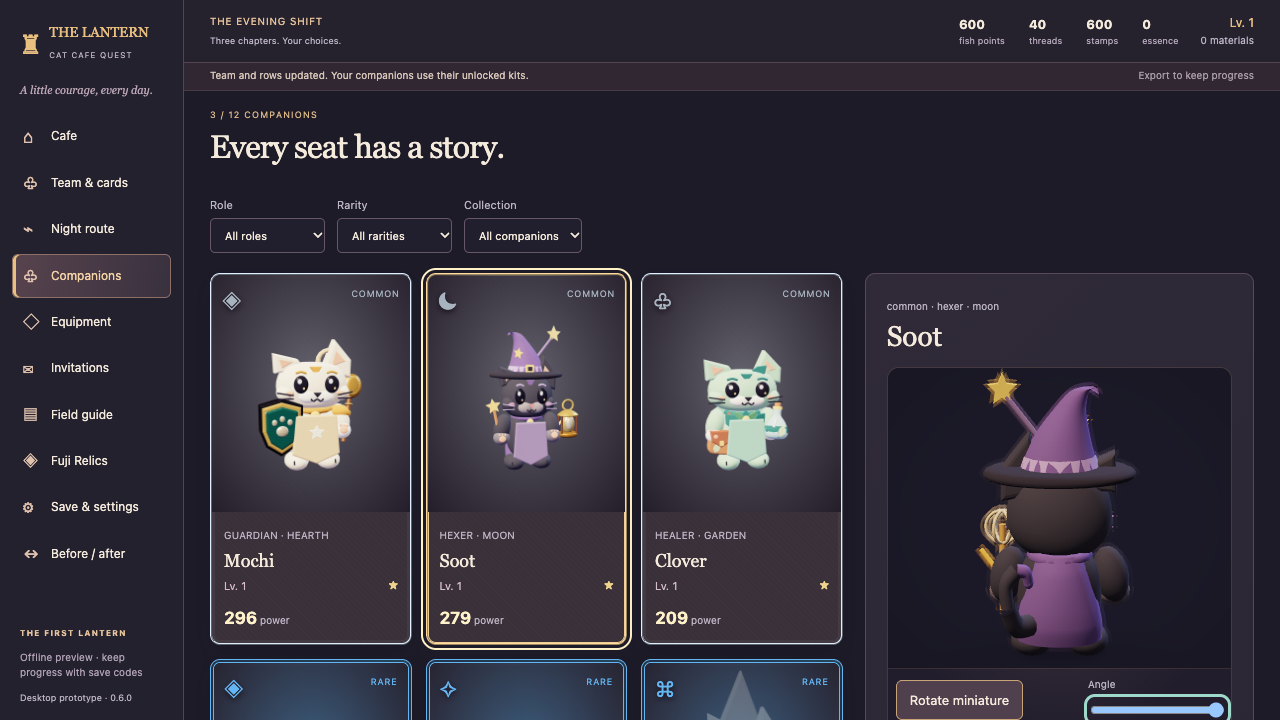 THE LANTERN
CAT CAFE QUEST
A little courage, every day.
Cafe
Team & cards
Night route
Companions
Equipment
Invitations
Field guide
Fuji Relics
Save & settings
Before / after
THE FIRST LANTERN
Offline preview · keep
progress with save codes
Desktop prototype · 0.6.0
THE EVENING SHIFT
Three chapters. Your choices.
600 fish points
40 threads
600 stamps
0 essence
Lv. 1
0 materials
Team and rows updated. Your companions use their unlocked kits.
Export to keep progress
3 / 12 COMPANIONS
Every seat has a story.
Role
All roles
Rarity
All rarities
Collection
All companions
COMMON
GUARDIAN · HEARTH
Mochi
Lv. 1
296 power
COMMON
HEXER · MOON
Soot
Lv. 1
279 power
COMMON
HEALER · GARDEN
Clover
Lv. 1
209 power
RARE
RARE
RARE
common · hexer · moon
Soot
Rotate miniature
Angle